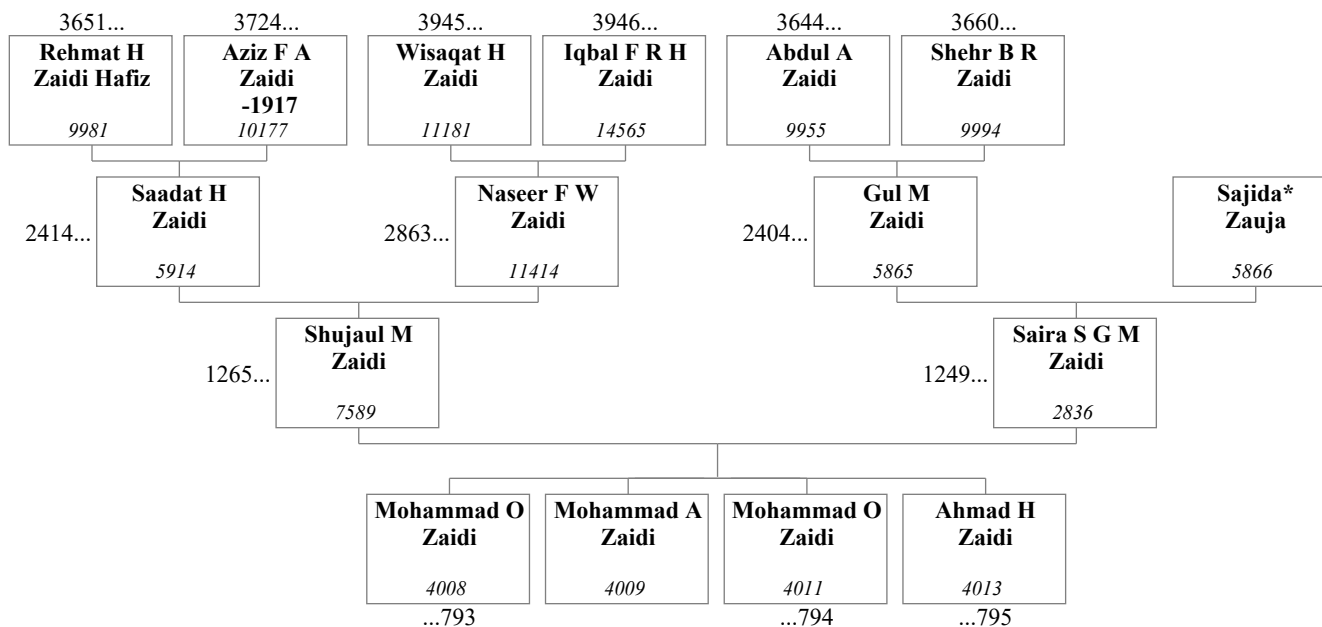 3651...
3724...
3945...
3946...
3644...
3660...
Rehmat H
Zaidi Hafiz
9981
Aziz F A
Zaidi
-1917
10177
Wisaqat H
Zaidi
11181
Iqbal F R H
Zaidi
14565
Abdul A
Zaidi
9955
Shehr B R
Zaidi
9994
2414...
Saadat H
Zaidi
5914
2863...
Naseer F W
Zaidi
11414
2404...
Gul M
Zaidi
5865
Sajida*
Zauja
5866
1265...
Shujaul M
Zaidi
7589
1249...
Saira S G M
Zaidi
2836
Mohammad O
Zaidi
4008
...793
Mohammad A
Zaidi
4009
Mohammad O
Zaidi
4011
...794
Ahmad H
Zaidi
4013
...795